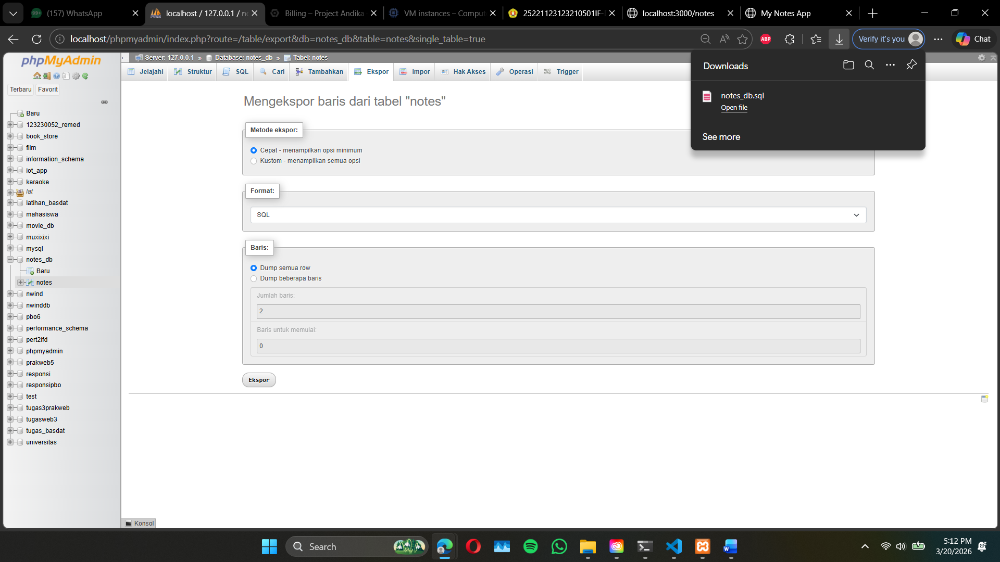 99+ (157) WhatsApp
localhost / 127.0.0.1 / n
Billing – Project Andika
VM instances – Comput
25221123123210501IF-
localhost:3000/notes
My Notes App
localhost/phpmyadmin/index.php?route=/table/export&db=notes_db&table=notes&single_table=true
ABP
Verify it's you
Chat
phpMyAdmin
Terbaru Favorit
Baru
123230052_remed
book_store
film
information_schema
iot_app
karaoke
lat
latihan_basdat
mahasiswa
movie_db
muxixixi
mysql
notes_db
Baru
notes
nwind
nwinddb
pbo6
performance_schema
pert2ifd
phpmyadmin
prakweb5
responsi
responsipbo
test
tugas3prakweb
tugasweb3
tugas_basdat
universitas
Server: 127.0.0.1 » Database: notes_db » Tabel: notes
Jelajahi Struktur SQL Cari Tambahkan Ekspor Impor Hak Akses Operasi Trigger
Mengekspor baris dari tabel "notes"
Metode ekspor:
Cepat - menampilkan opsi minimum
Kustom - menampilkan semua opsi
Format:
SQL
Baris:
Dump semua row
Dump beberapa baris
Jumlah baris:
2
Baris untuk memulai:
0
Ekspor
Konsol
Downloads
notes_db.sql
Open file
See more
Search
5:12 PM
3/20/2026